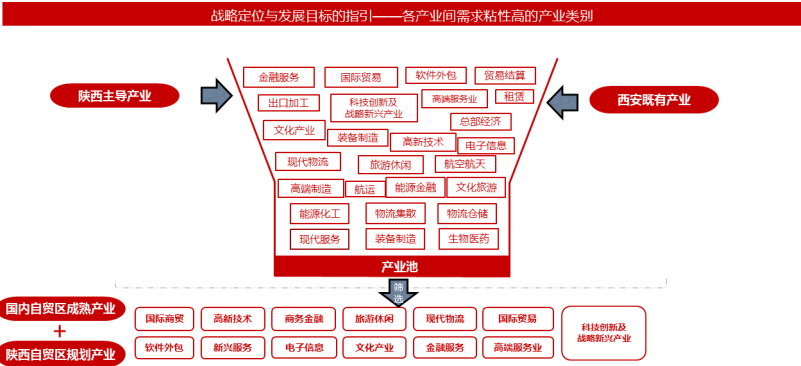 战略定位与发展目标的指引——各产业间需求粘性高的产业类别
陕西主导产业
西安既有产业
金融服务
国际贸易
软件外包
贸易结算
出口加工
科技创新及
战略新兴产业
高端服务业
租赁
总部经济
文化产业
装备制造
高新技术
电子信息
现代物流
旅游休闲
航空航天
高端制造
航运
能源金融
文化旅游
能源化工
物流集散
物流仓储
现代服务
装备制造
生物医药
产业池
筛
选
国内自贸区成熟产业
+
陕西自贸区规划产业
国际商贸
高新技术
商务金融
旅游休闲
现代物流
国际贸易
科技创新及
战略新兴产业
软件外包
新兴服务
电子信息
文化产业
金融服务
高端服务业